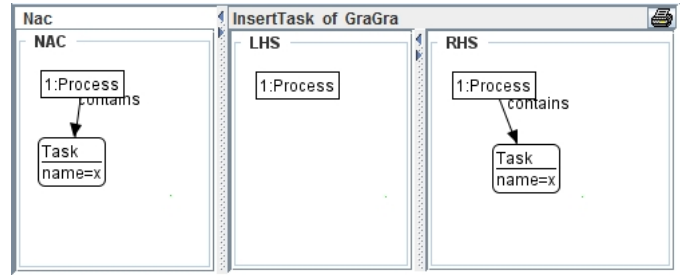 Nac
InsertTask of GraGra
NAC
1:Process
contains
Task
name=x
LHS
1:Process
RHS
1:Process
contains
Task
name=x